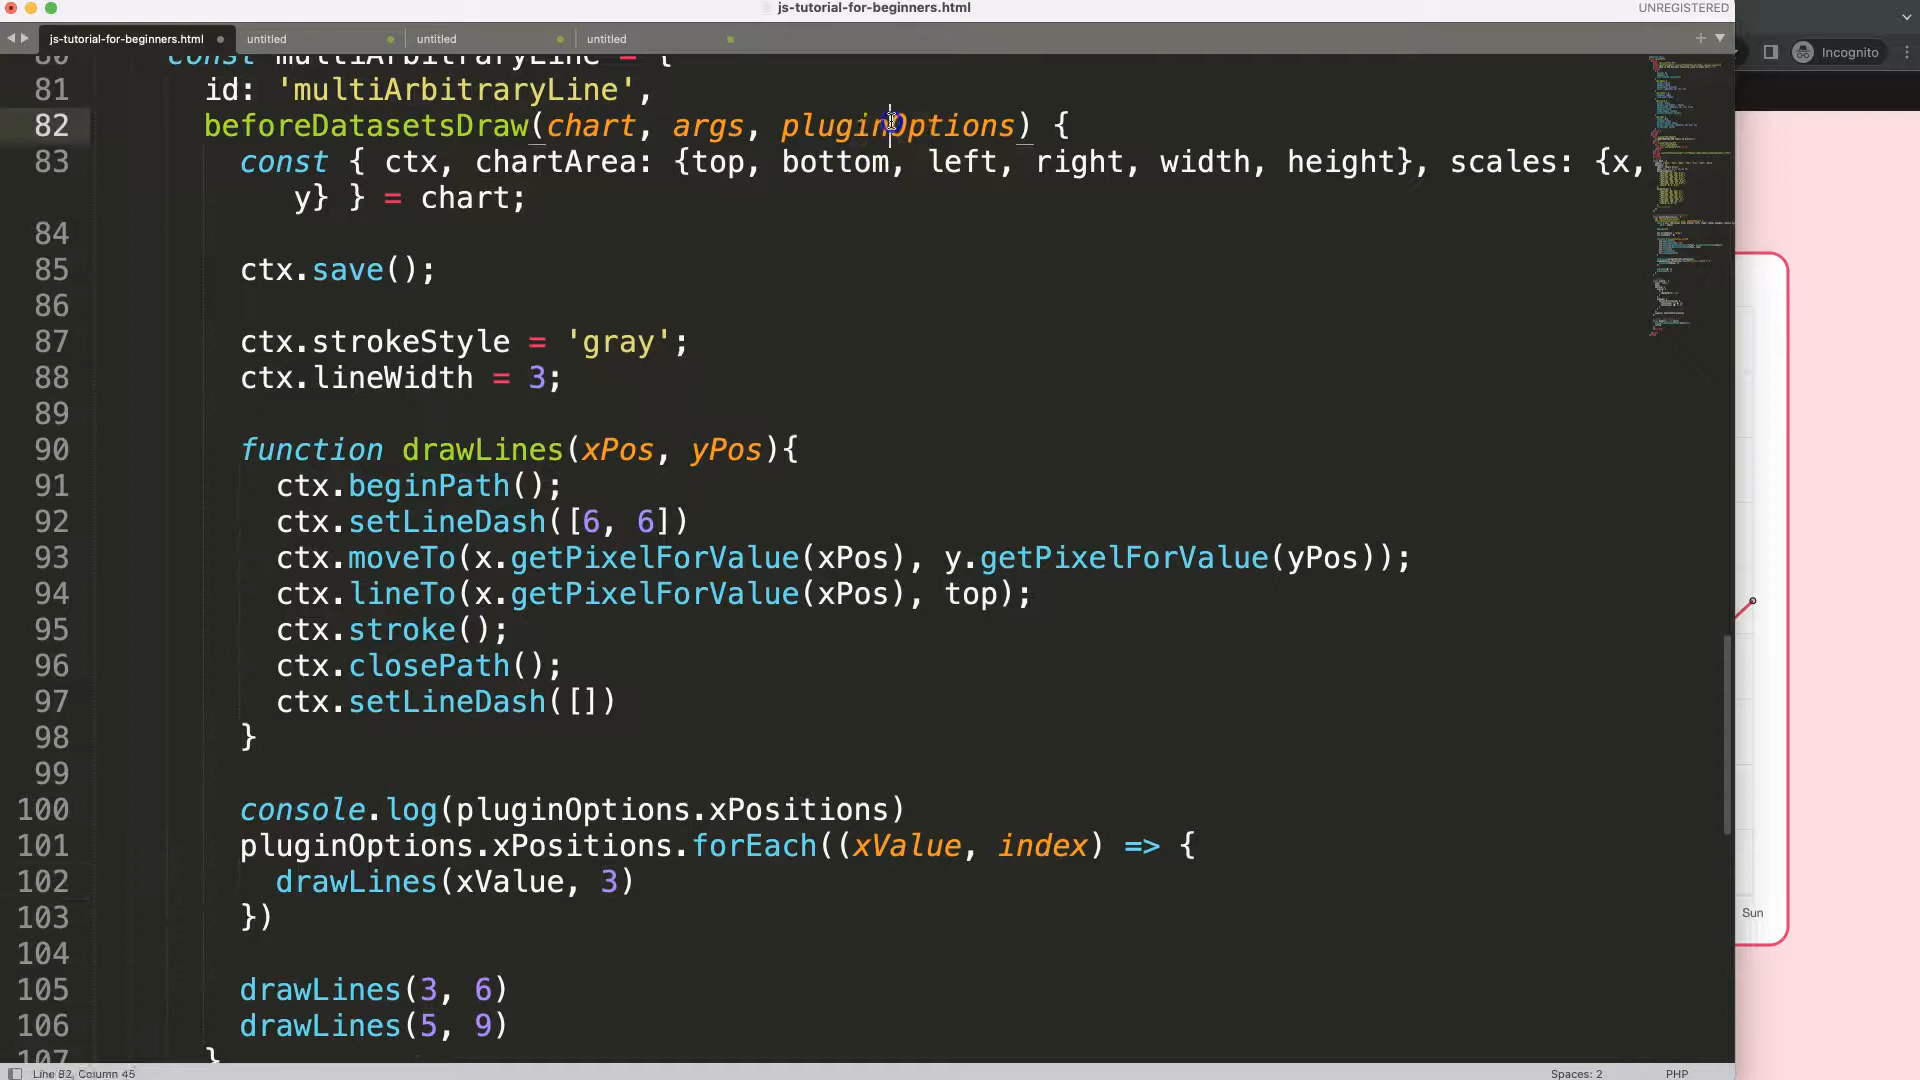 js-tutorial-for-beginners.html
UNREGISTERED
js-tutorial-for-beginners.html
untitled
untitled
untitled
Incognito
80 const multiArbitraryLine = {
81 id: 'multiArbitraryLine',
82 beforeDatasetsDraw(chart, args, pluginOptions) {
83 const { ctx, chartArea: {top, bottom, left, right, width, height}, scales: {x,
y} } = chart;
84
85 ctx.save();
86
87 ctx.strokeStyle = 'gray';
88 ctx.lineWidth = 3;
89
90 function drawLines(xPos, yPos){
91 ctx.beginPath();
92 ctx.setLineDash([6, 6])
93 ctx.moveTo(x.getPixelForValue(xPos), y.getPixelForValue(yPos));
94 ctx.lineTo(x.getPixelForValue(xPos), top);
95 ctx.stroke();
96 ctx.closePath();
97 ctx.setLineDash([])
98 }
99
100 console.log(pluginOptions.xPositions)
101 pluginOptions.xPositions.forEach((xValue, index) => {
102 drawLines(xValue, 3)
103 })
104
105 drawLines(3, 6)
106 drawLines(5, 9)
107 }
Sun
Line 82, Column 45
Spaces: 2
PHP